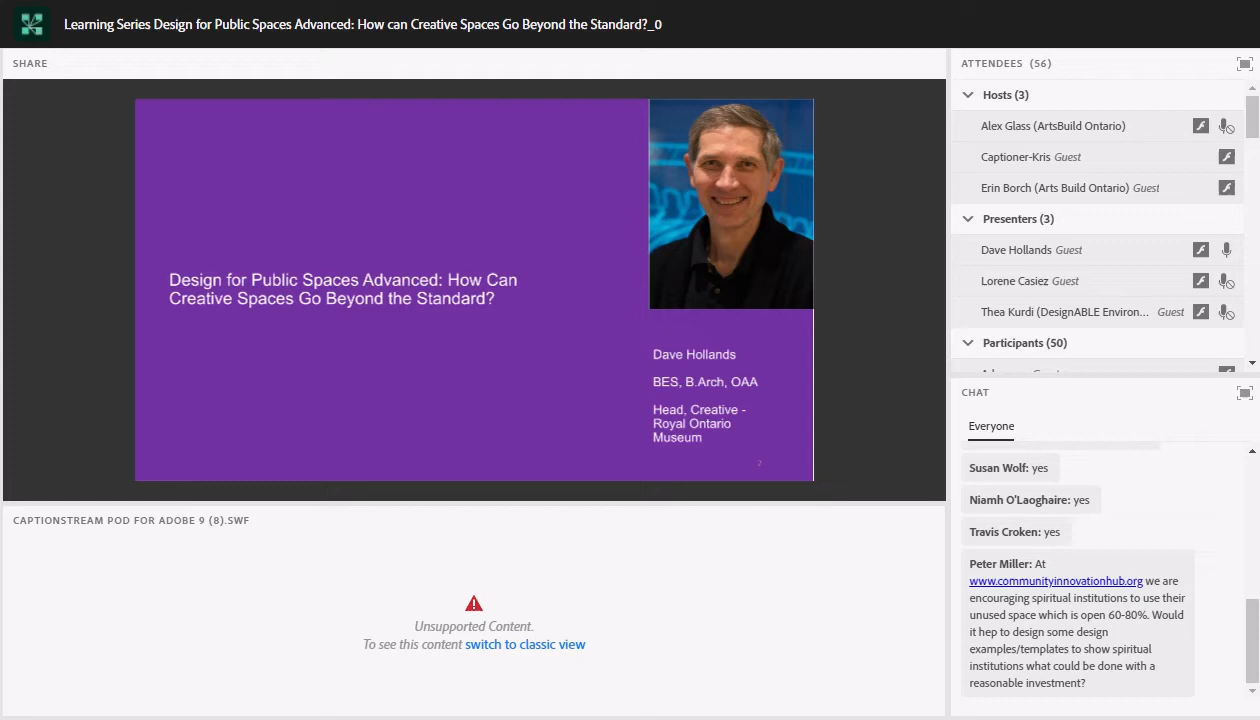 Learning Series Design for Public Spaces Advanced: How can Creative Spaces Go Beyond the Standard?_0
SHARE
Design for Public Spaces Advanced: How Can
Creative Spaces Go Beyond the Standard?
Dave Hollands
BES, B.Arch, OAA
Head, Creative -
Royal Ontario
Museum
2
CAPTIONSTREAM POD FOR ADOBE 9 (8).SWF
Unsupported Content.
To see this content switch to classic view
ATTENDEES (56)
Hosts (3)
Alex Glass (ArtsBuild Ontario)
Captioner-Kris Guest
Erin Borch (Arts Build Ontario) Guest
Presenters (3)
Dave Hollands Guest
Lorene Casiez Guest
Thea Kurdi (DesignABLE Environ... Guest
Participants (50)
CHAT
Everyone
Susan Wolf: yes
Niamh O'Laoghaire: yes
Travis Croken: yes
Peter Miller: At
www.communityinnovationhub.org we are
encouraging spiritual institutions to use their
unused space which is open 60-80%. Would
it hep to design some design
examples/templates to show spiritual
institutions what could be done with a
reasonable investment?